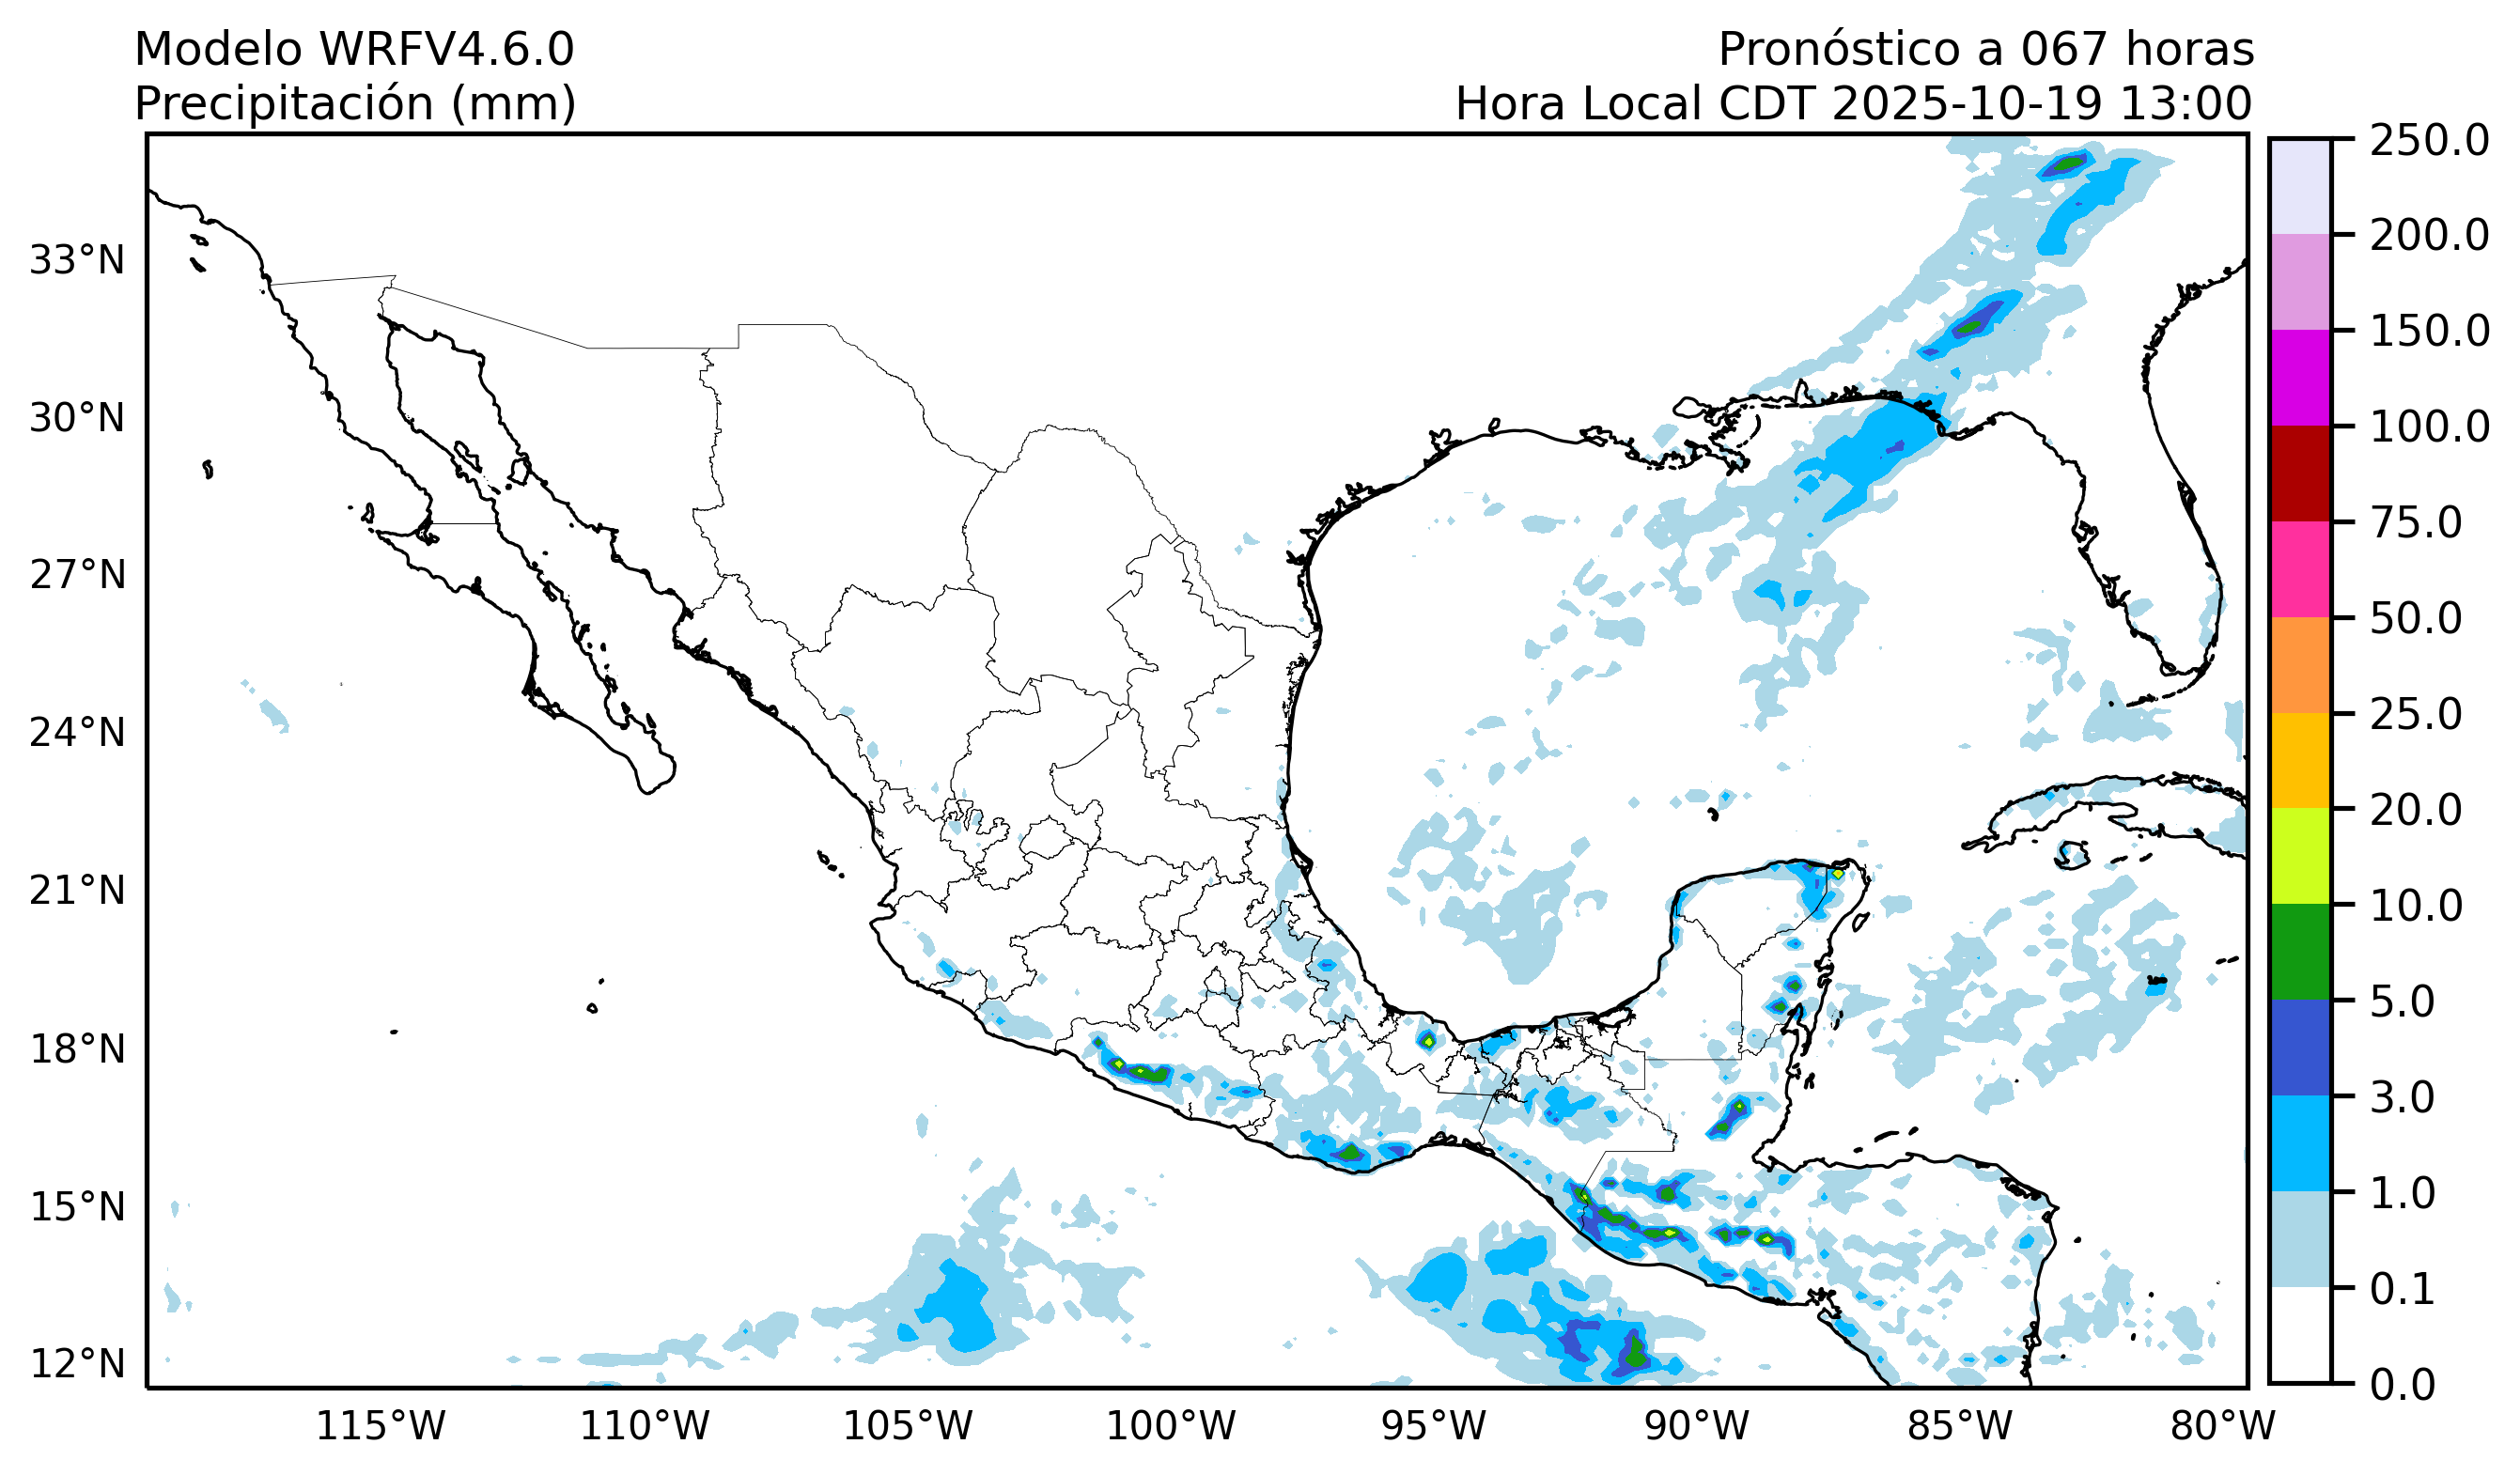 Modelo WRFV4.6.0
Precipitación (mm)
Pronóstico a 067 horas
Hora Local CDT 2025-10-19 13:00
33°N
30°N
27°N
24°N
21°N
18°N
15°N
12°N
115°W
110°W
105°W
100°W
95°W
90°W
85°W
80°W
250.0
200.0
150.0
100.0
75.0
50.0
25.0
20.0
10.0
5.0
3.0
1.0
0.1
0.0